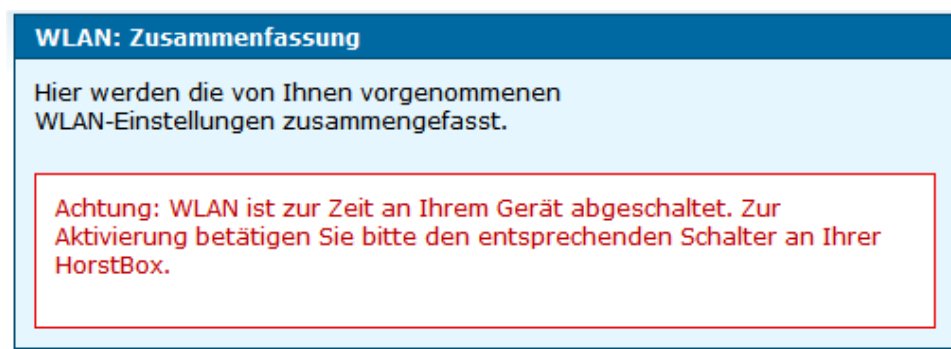 WLAN: Zusammenfassung
Hier werden die von Ihnen vorgenommenen
WLAN-Einstellungen zusammengefasst.
Achtung: WLAN ist zur Zeit an Ihrem Gerät abgeschaltet. Zur
Aktivierung betätigen Sie bitte den entsprechenden Schalter an Ihrer
HorstBox.